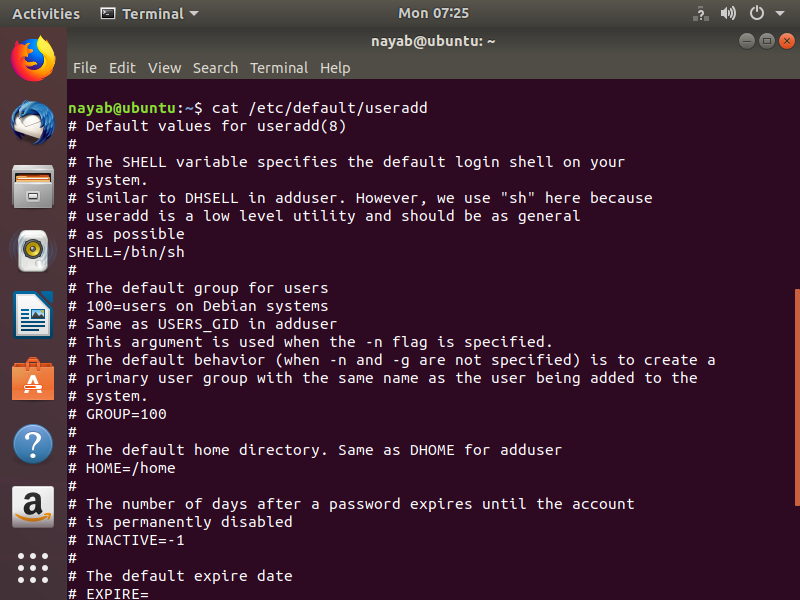 Activities Terminal Mon 07:25
nayab@ubuntu: ~
File Edit View Search Terminal Help
nayab@ubuntu:~$ cat /etc/default/useradd
# Default values for useradd(8)
#
# The SHELL variable specifies the default login shell on your
# system.
# Similar to DHSELL in adduser. However, we use "sh" here because
# useradd is a low level utility and should be as general
# as possible
SHELL=/bin/sh
#
# The default group for users
# 100=users on Debian systems
# Same as USERS_GID in adduser
# This argument is used when the -n flag is specified.
# The default behavior (when -n and -g are not specified) is to create a
# primary user group with the same name as the user being added to the
# system.
# GROUP=100
#
# The default home directory. Same as DHOME for adduser
# HOME=/home
#
# The number of days after a password expires until the account
# is permanently disabled
# INACTIVE=-1
#
# The default expire date
# EXPIRE=